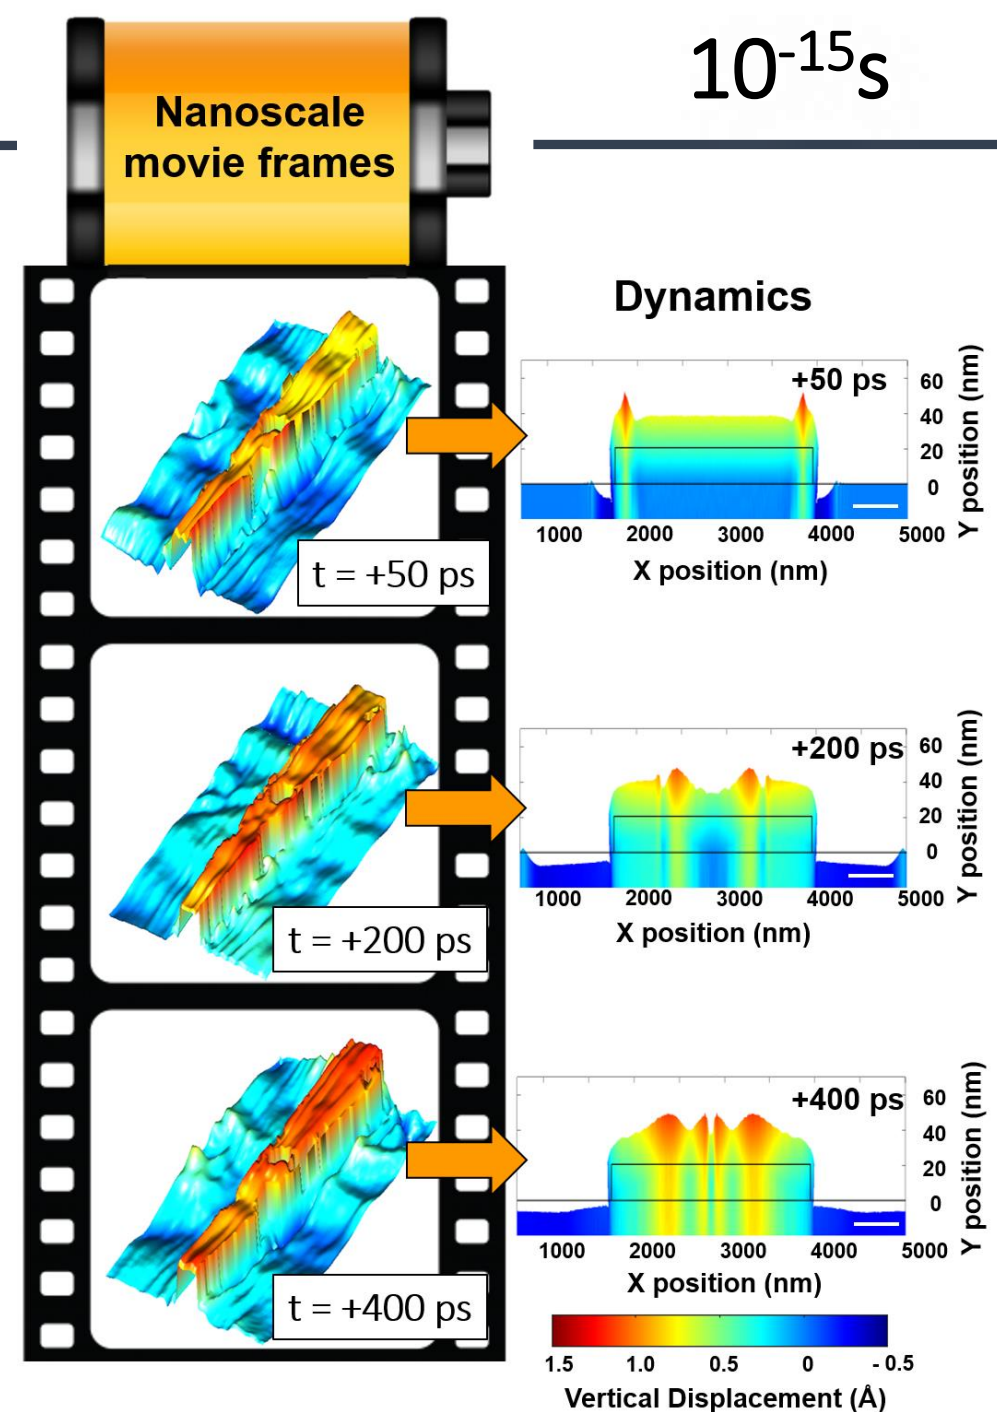 10⁻¹⁵s
Nanoscale
movie frames
Dynamics
t = +50 ps
+50 ps
60
40
20
0
Y position (nm)
1000 2000 3000 4000 5000
X position (nm)
t = +200 ps
+200 ps
60
40
20
0
Y position (nm)
1000 2000 3000 4000 5000
X position (nm)
t = +400 ps
+400 ps
60
40
20
0
Y position (nm)
1000 2000 3000 4000 5000
X position (nm)
1.5 1.0 0.5 0 - 0.5
Vertical Displacement (Å)